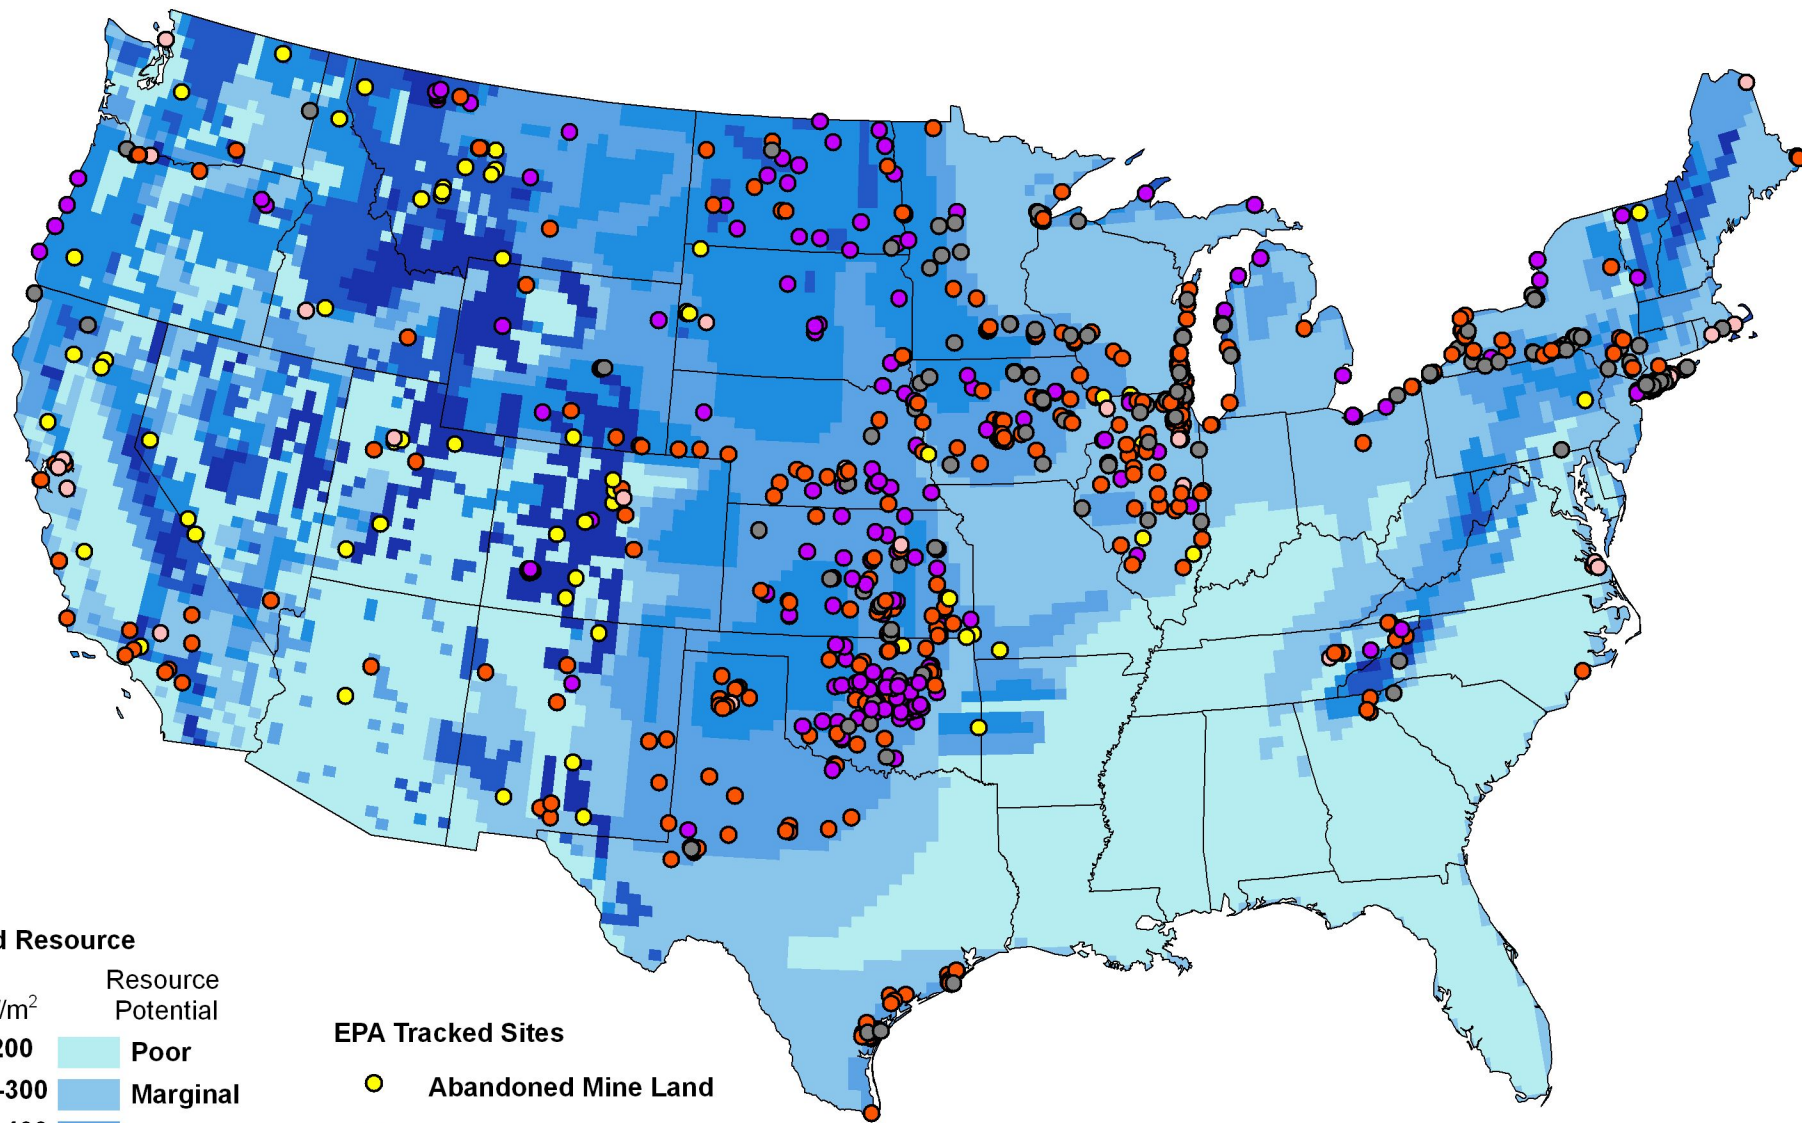 Resource
Resource
Potential
/m²
200
Poor
-300
Marginal
EPA Tracked Sites
Abandoned Mine Land